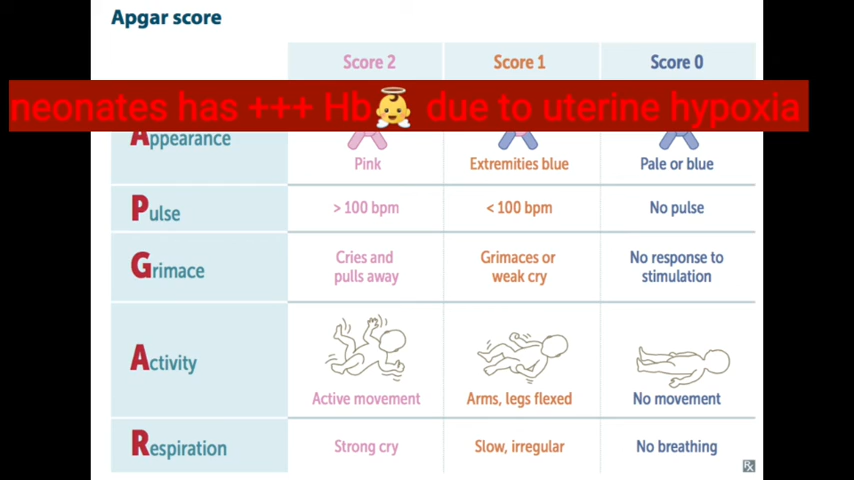 Apgar score
Score 2 Score 1 Score 0
neonates has +++ Hb👼 due to uterine hypoxia
Appearance Pink Extremities blue Pale or blue
Pulse > 100 bpm < 100 bpm No pulse
Grimace Cries and pulls away Grimaces or weak cry No response to stimulation
Activity Active movement Arms, legs flexed No movement
Respiration Strong cry Slow, irregular No breathing
Rx